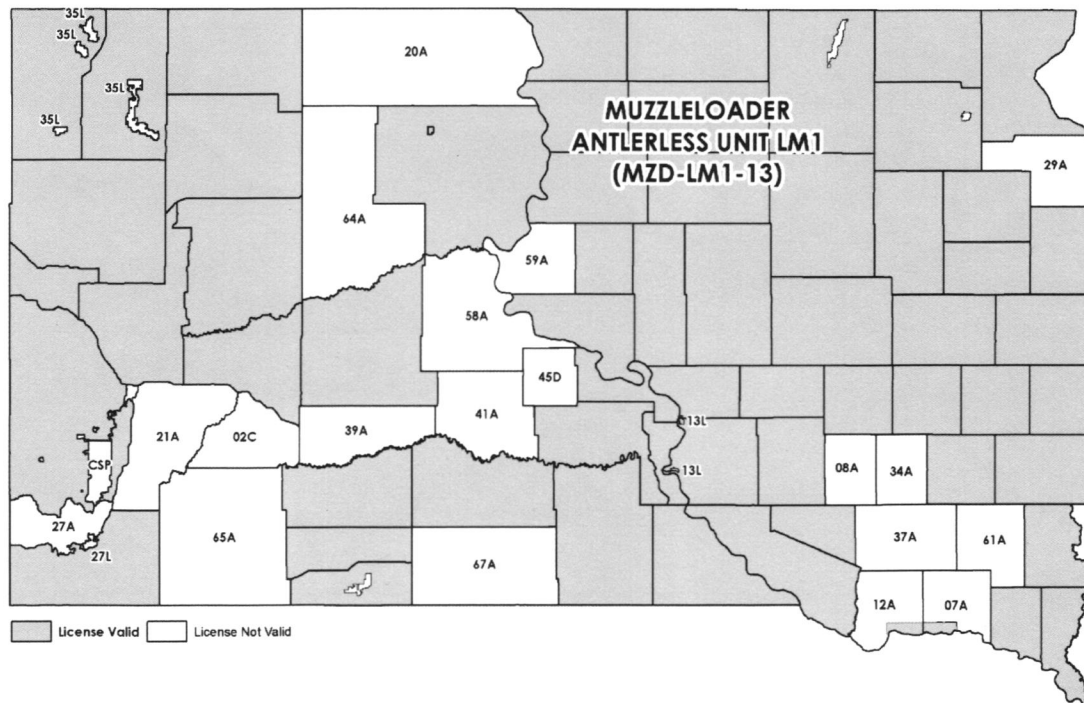 35L
35L
20A
35L
35L
MUZZLELOADER
ANTLERLESS UNIT LM1
(MZD-LM1-13)
29A
64A
59A
58A
45D
21A
02C
39A
41A
13L
CSP
08A
34A
13L
27A
65A
37A
61A
27L
67A
12A
07A
License Valid
License Not Valid